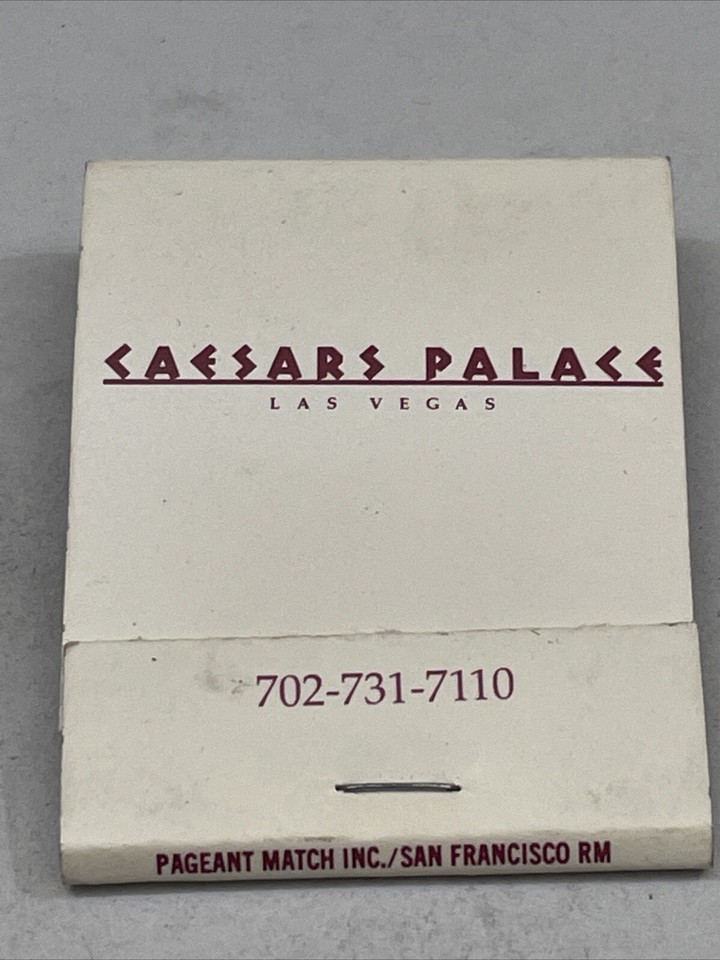 CAESARS PALACE
LAS VEGAS
702-731-7110
PAGEANT MATCH INC./SAN FRANCISCO RM